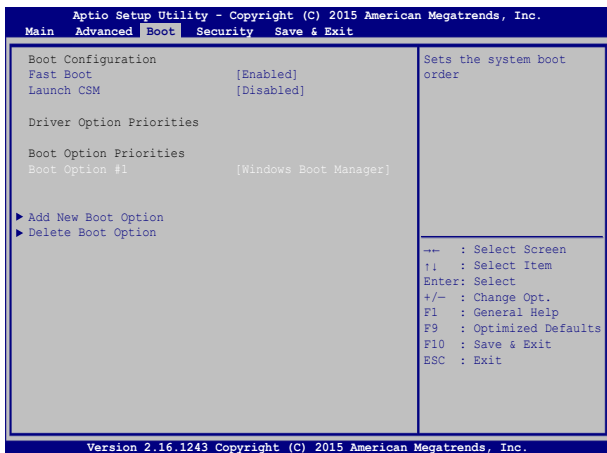 Aptio Setup Utility - Copyright (C) 2015 American Megatrends, Inc.
Main Advanced Boot Security Save & Exit
Boot Configuration
Fast Boot [Enabled]
Launch CSM [Disabled]
Driver Option Priorities
Boot Option Priorities
Boot Option #1 [Windows Boot Manager]
▶ Add New Boot Option
▶ Delete Boot Option
Sets the system boot
order
→← : Select Screen
↑↓ : Select Item
Enter: Select
+/— : Change Opt.
F1 : General Help
F9 : Optimized Defaults
F10 : Save & Exit
ESC : Exit
Version 2.16.1243 Copyright (C) 2015 American Megatrends, Inc.